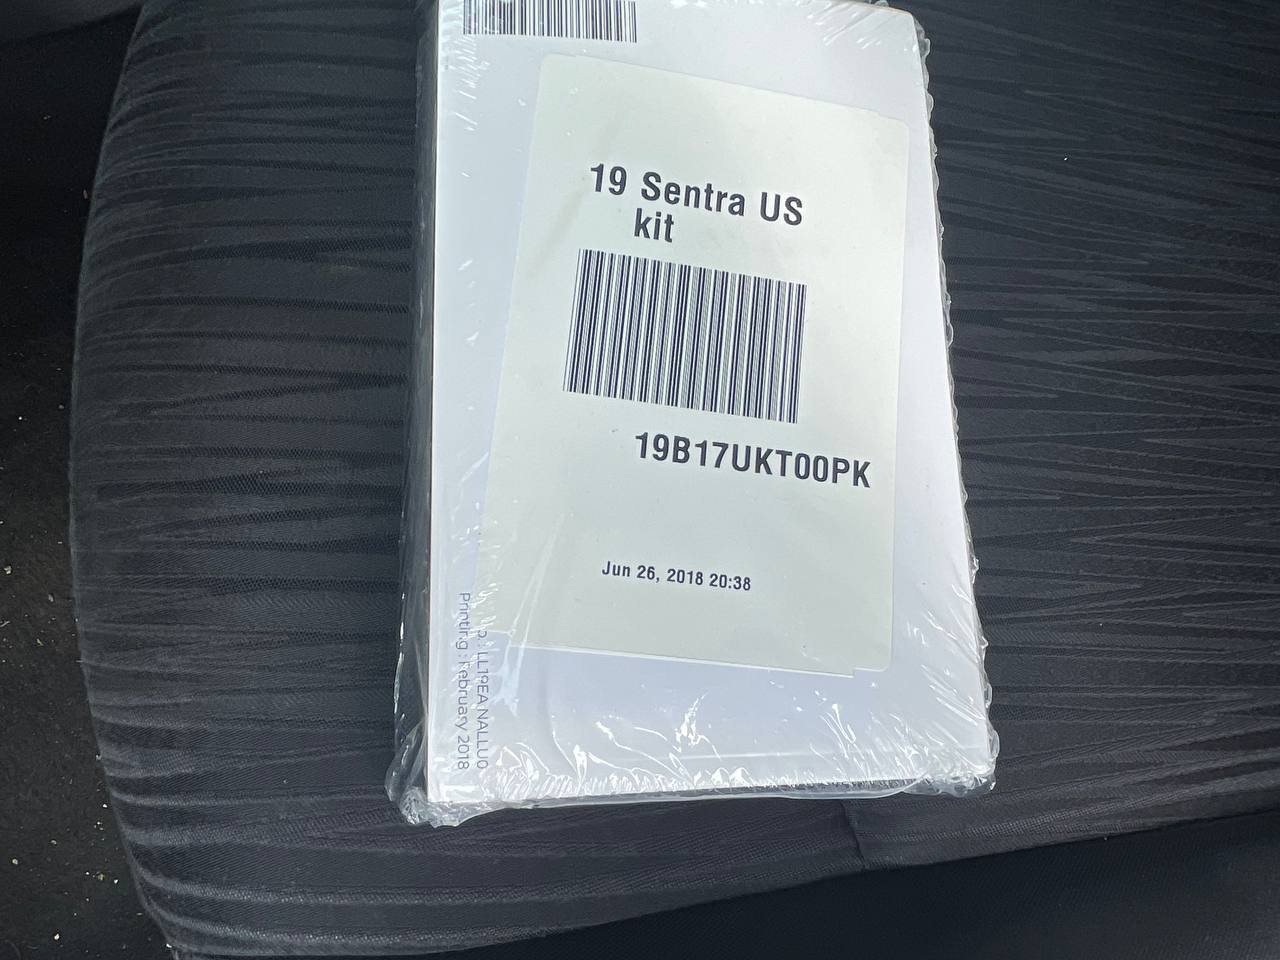 19 Sentra US
kit
19B17UKT00PK
Jun 26, 2018 20:38
Printing : February 2018